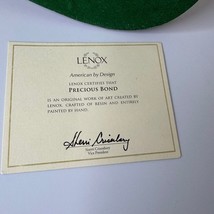 LENOX
American by Design
LENOX CERTIFIES THAT
PRECIOUS BOND
IS AN ORIGINAL WORK OF ART CREATED BY
LENOX, CRAFTED OF RESIN AND ENTIRELY
PAINTED BY HAND.
Vice President